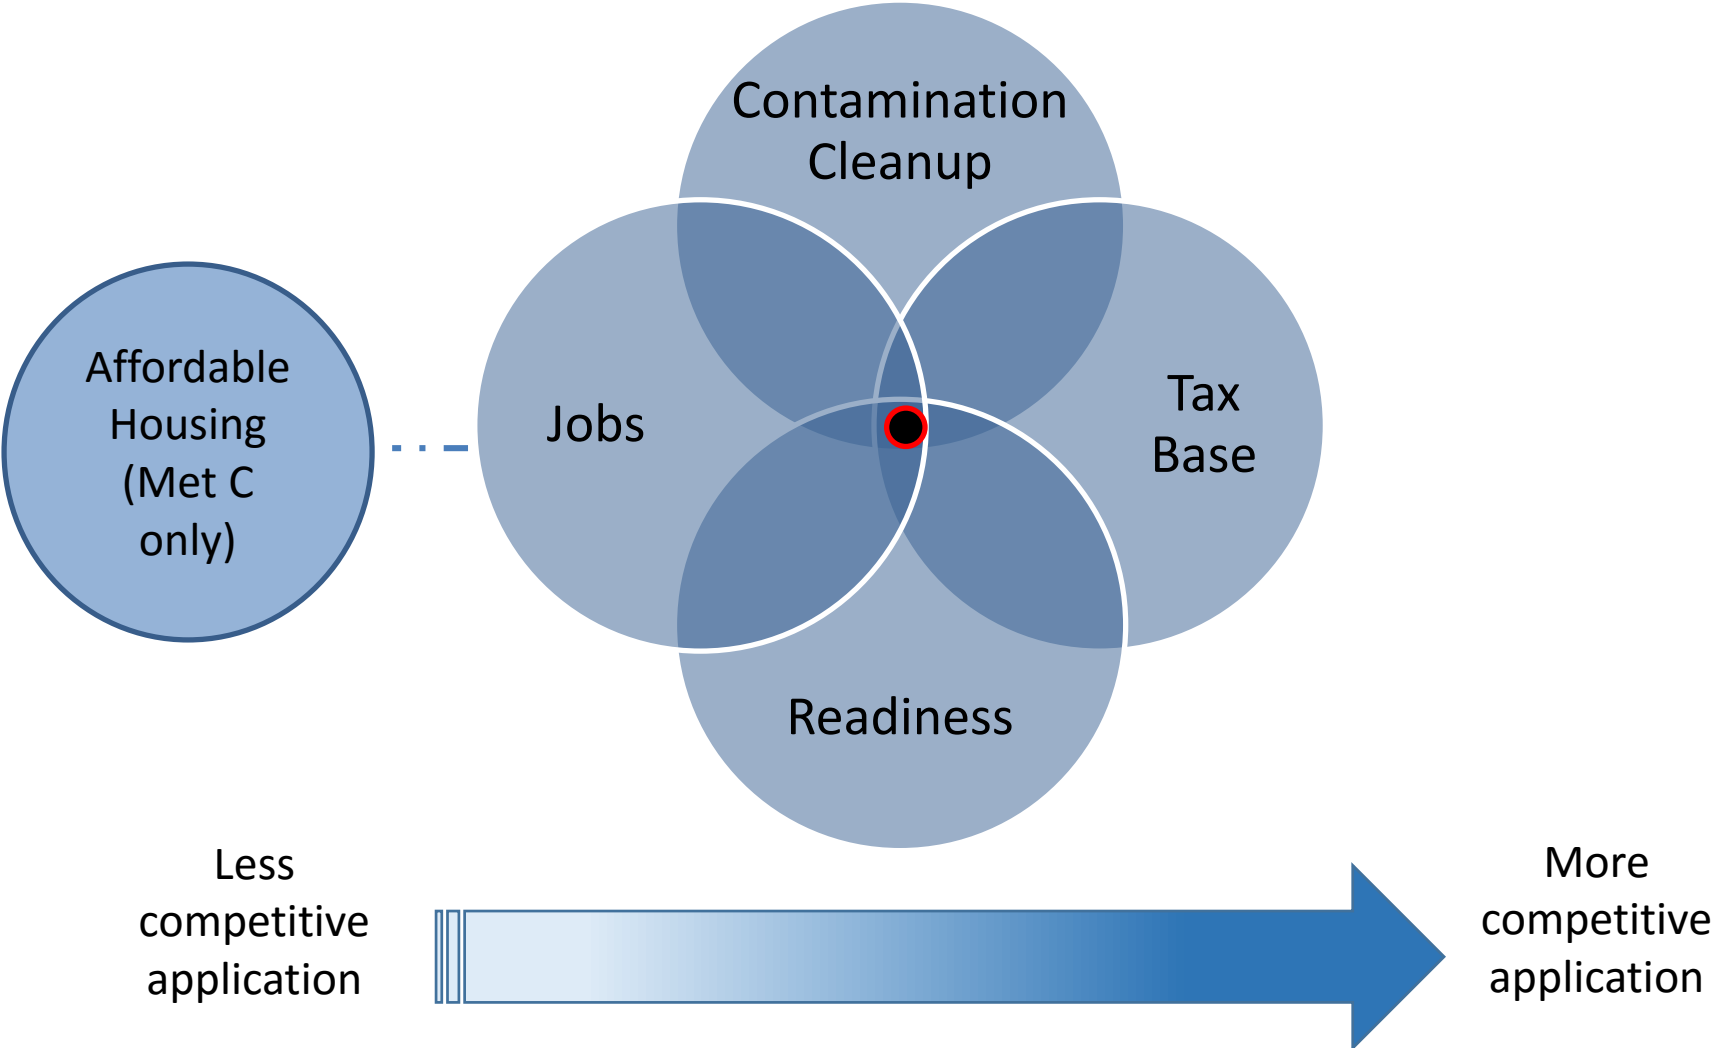 Contamination
Cleanup
Affordable
Housing
(Met C
only)
Jobs
Tax
Base
Readiness
Less
competitive
application
More
competitive
application